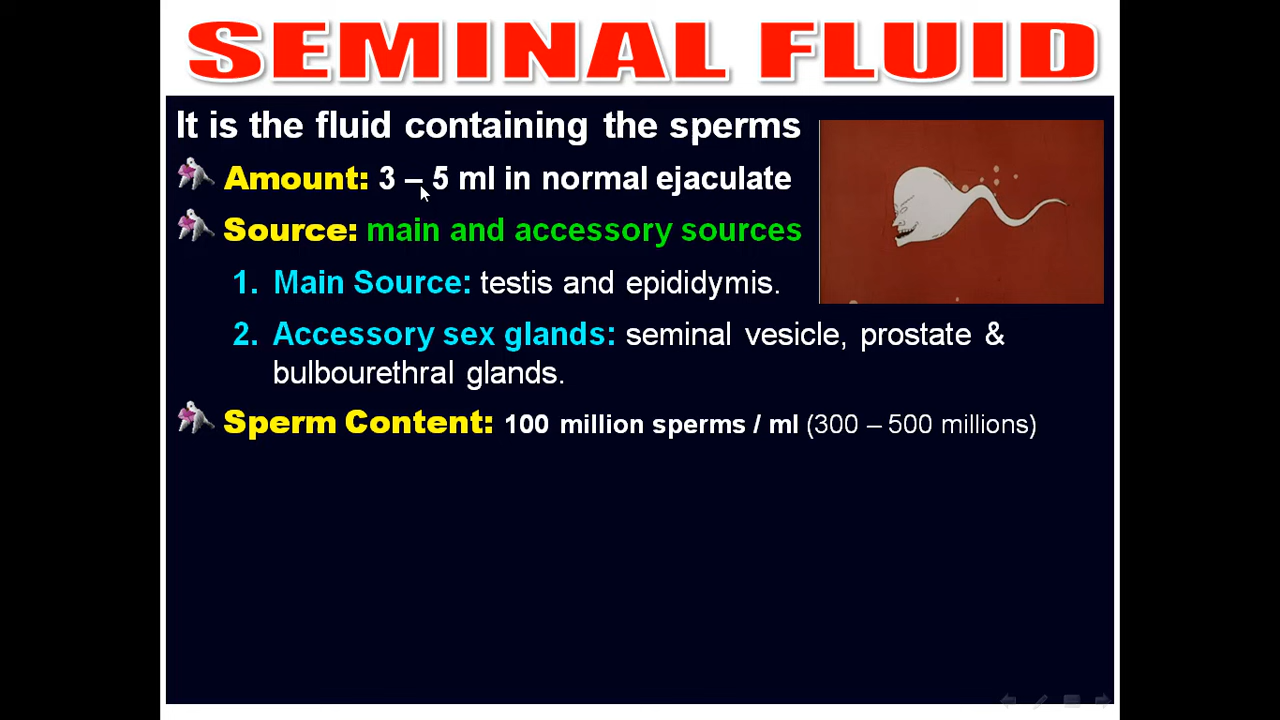 SEMINAL FLUID
It is the fluid containing the sperms
Amount: 3 – 5 ml in normal ejaculate
Source: main and accessory sources
1. Main Source: testis and epididymis.
2. Accessory sex glands: seminal vesicle, prostate &
bulbourethral glands.
Sperm Content: 100 million sperms / ml (300 – 500 millions)